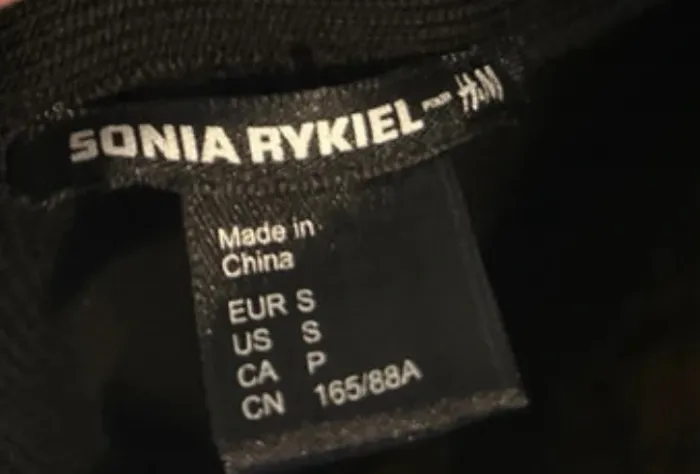 SONIA RYKIEL POUR H&M
Made in
China
EUR S
US S
CA P
CN 165/88A